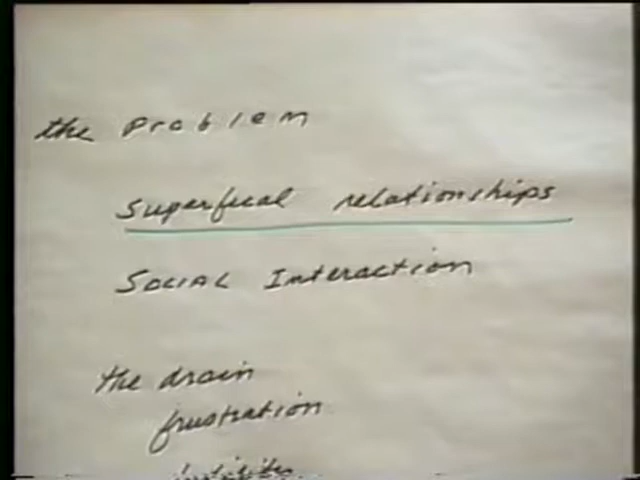 the Problem
Superfical relationships
Social Interaction
the drain
frustration